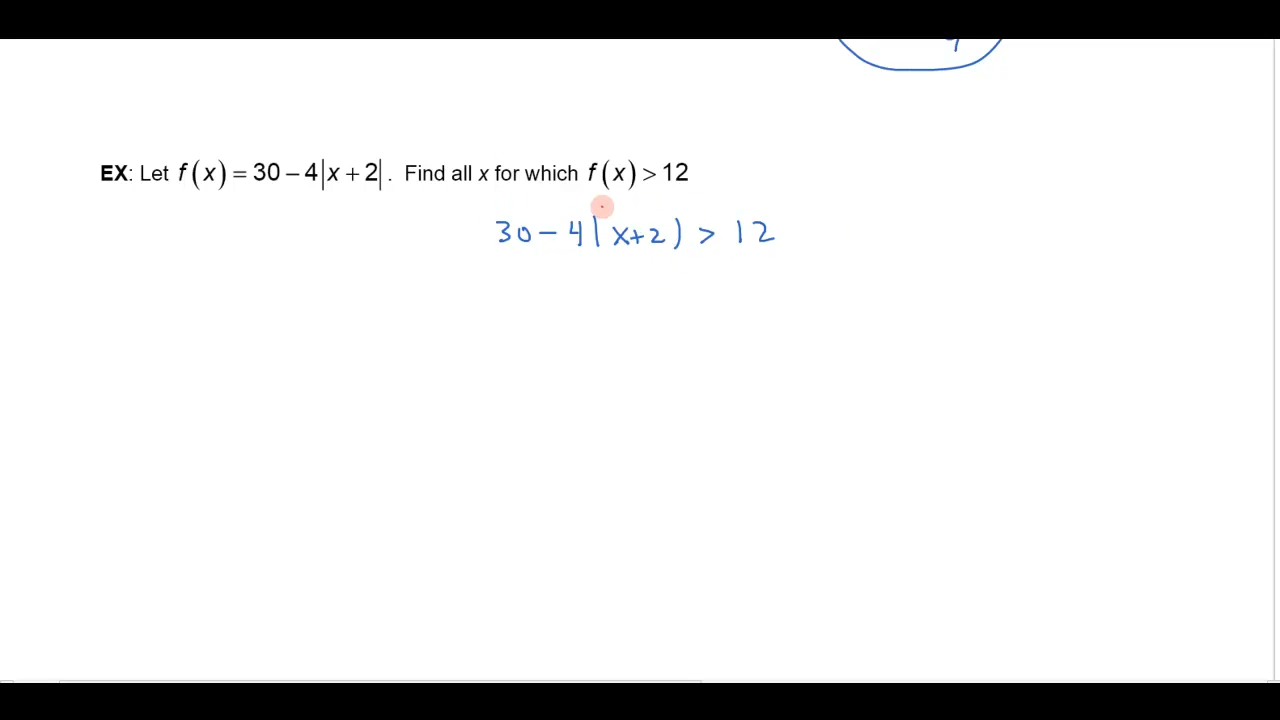 EX: Let f(x) = 30 − 4|x + 2|. Find all x for which f(x) > 12
30 − 4|x+2| > 12